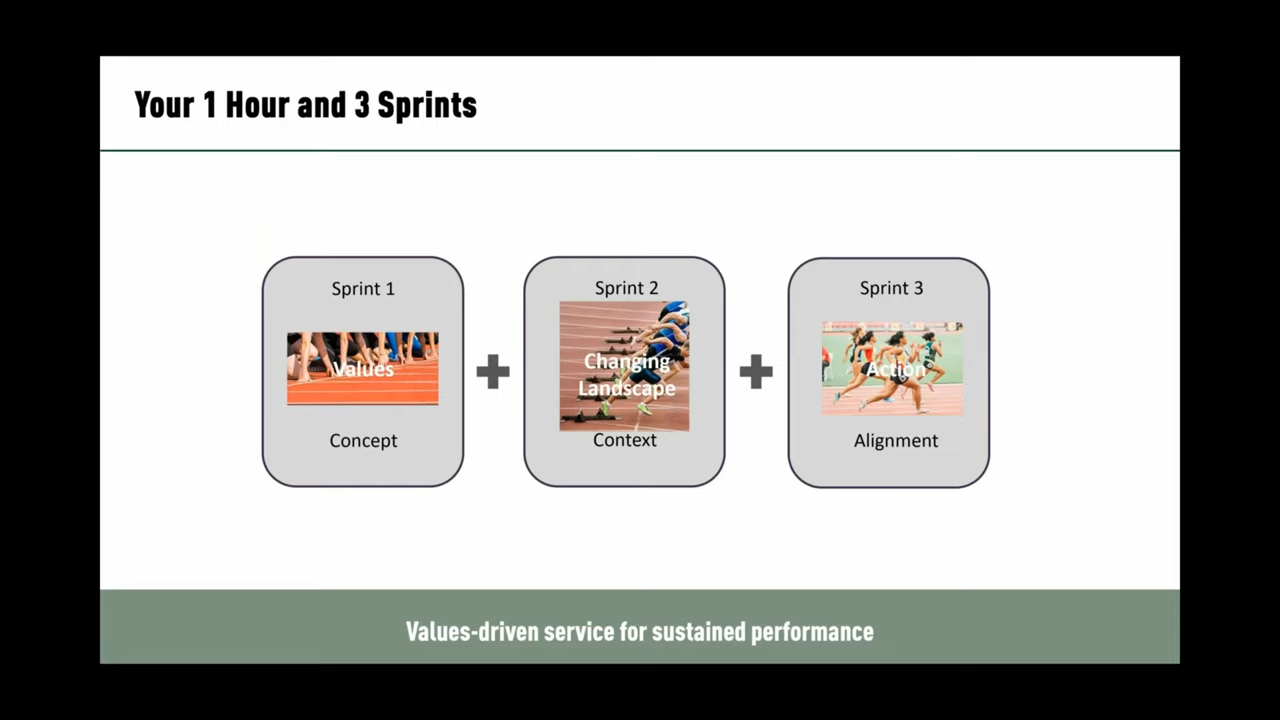 Your 1 Hour and 3 Sprints
Sprint 1
Values
Concept
Sprint 2
Changing
Landscape
Context
Sprint 3
Action
Alignment
Values-driven service for sustained performance